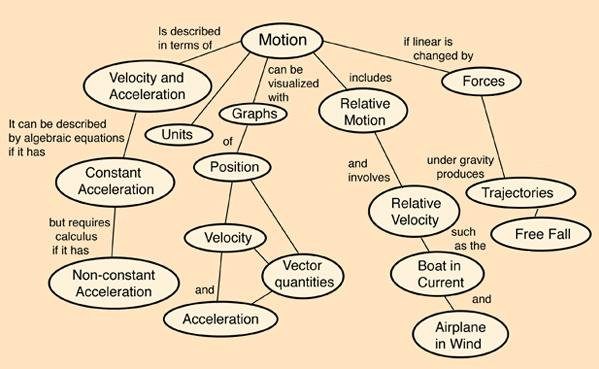 Motion
Is described
in terms of
can be
visualized
with
includes
if linear is
changed by
Velocity and
Acceleration
Units
Graphs
Relative
Motion
Forces
It can be described
by algebraic equations
if it has
of
Constant
Acceleration
Position
and
involves
under gravity
produces
Trajectories
but requires
calculus
if it has
Velocity
Relative
Velocity
such
as the
Free Fall
Non-constant
Acceleration
and
Vector
quantities
Boat in
Current
and
Acceleration
Airplane
in Wind